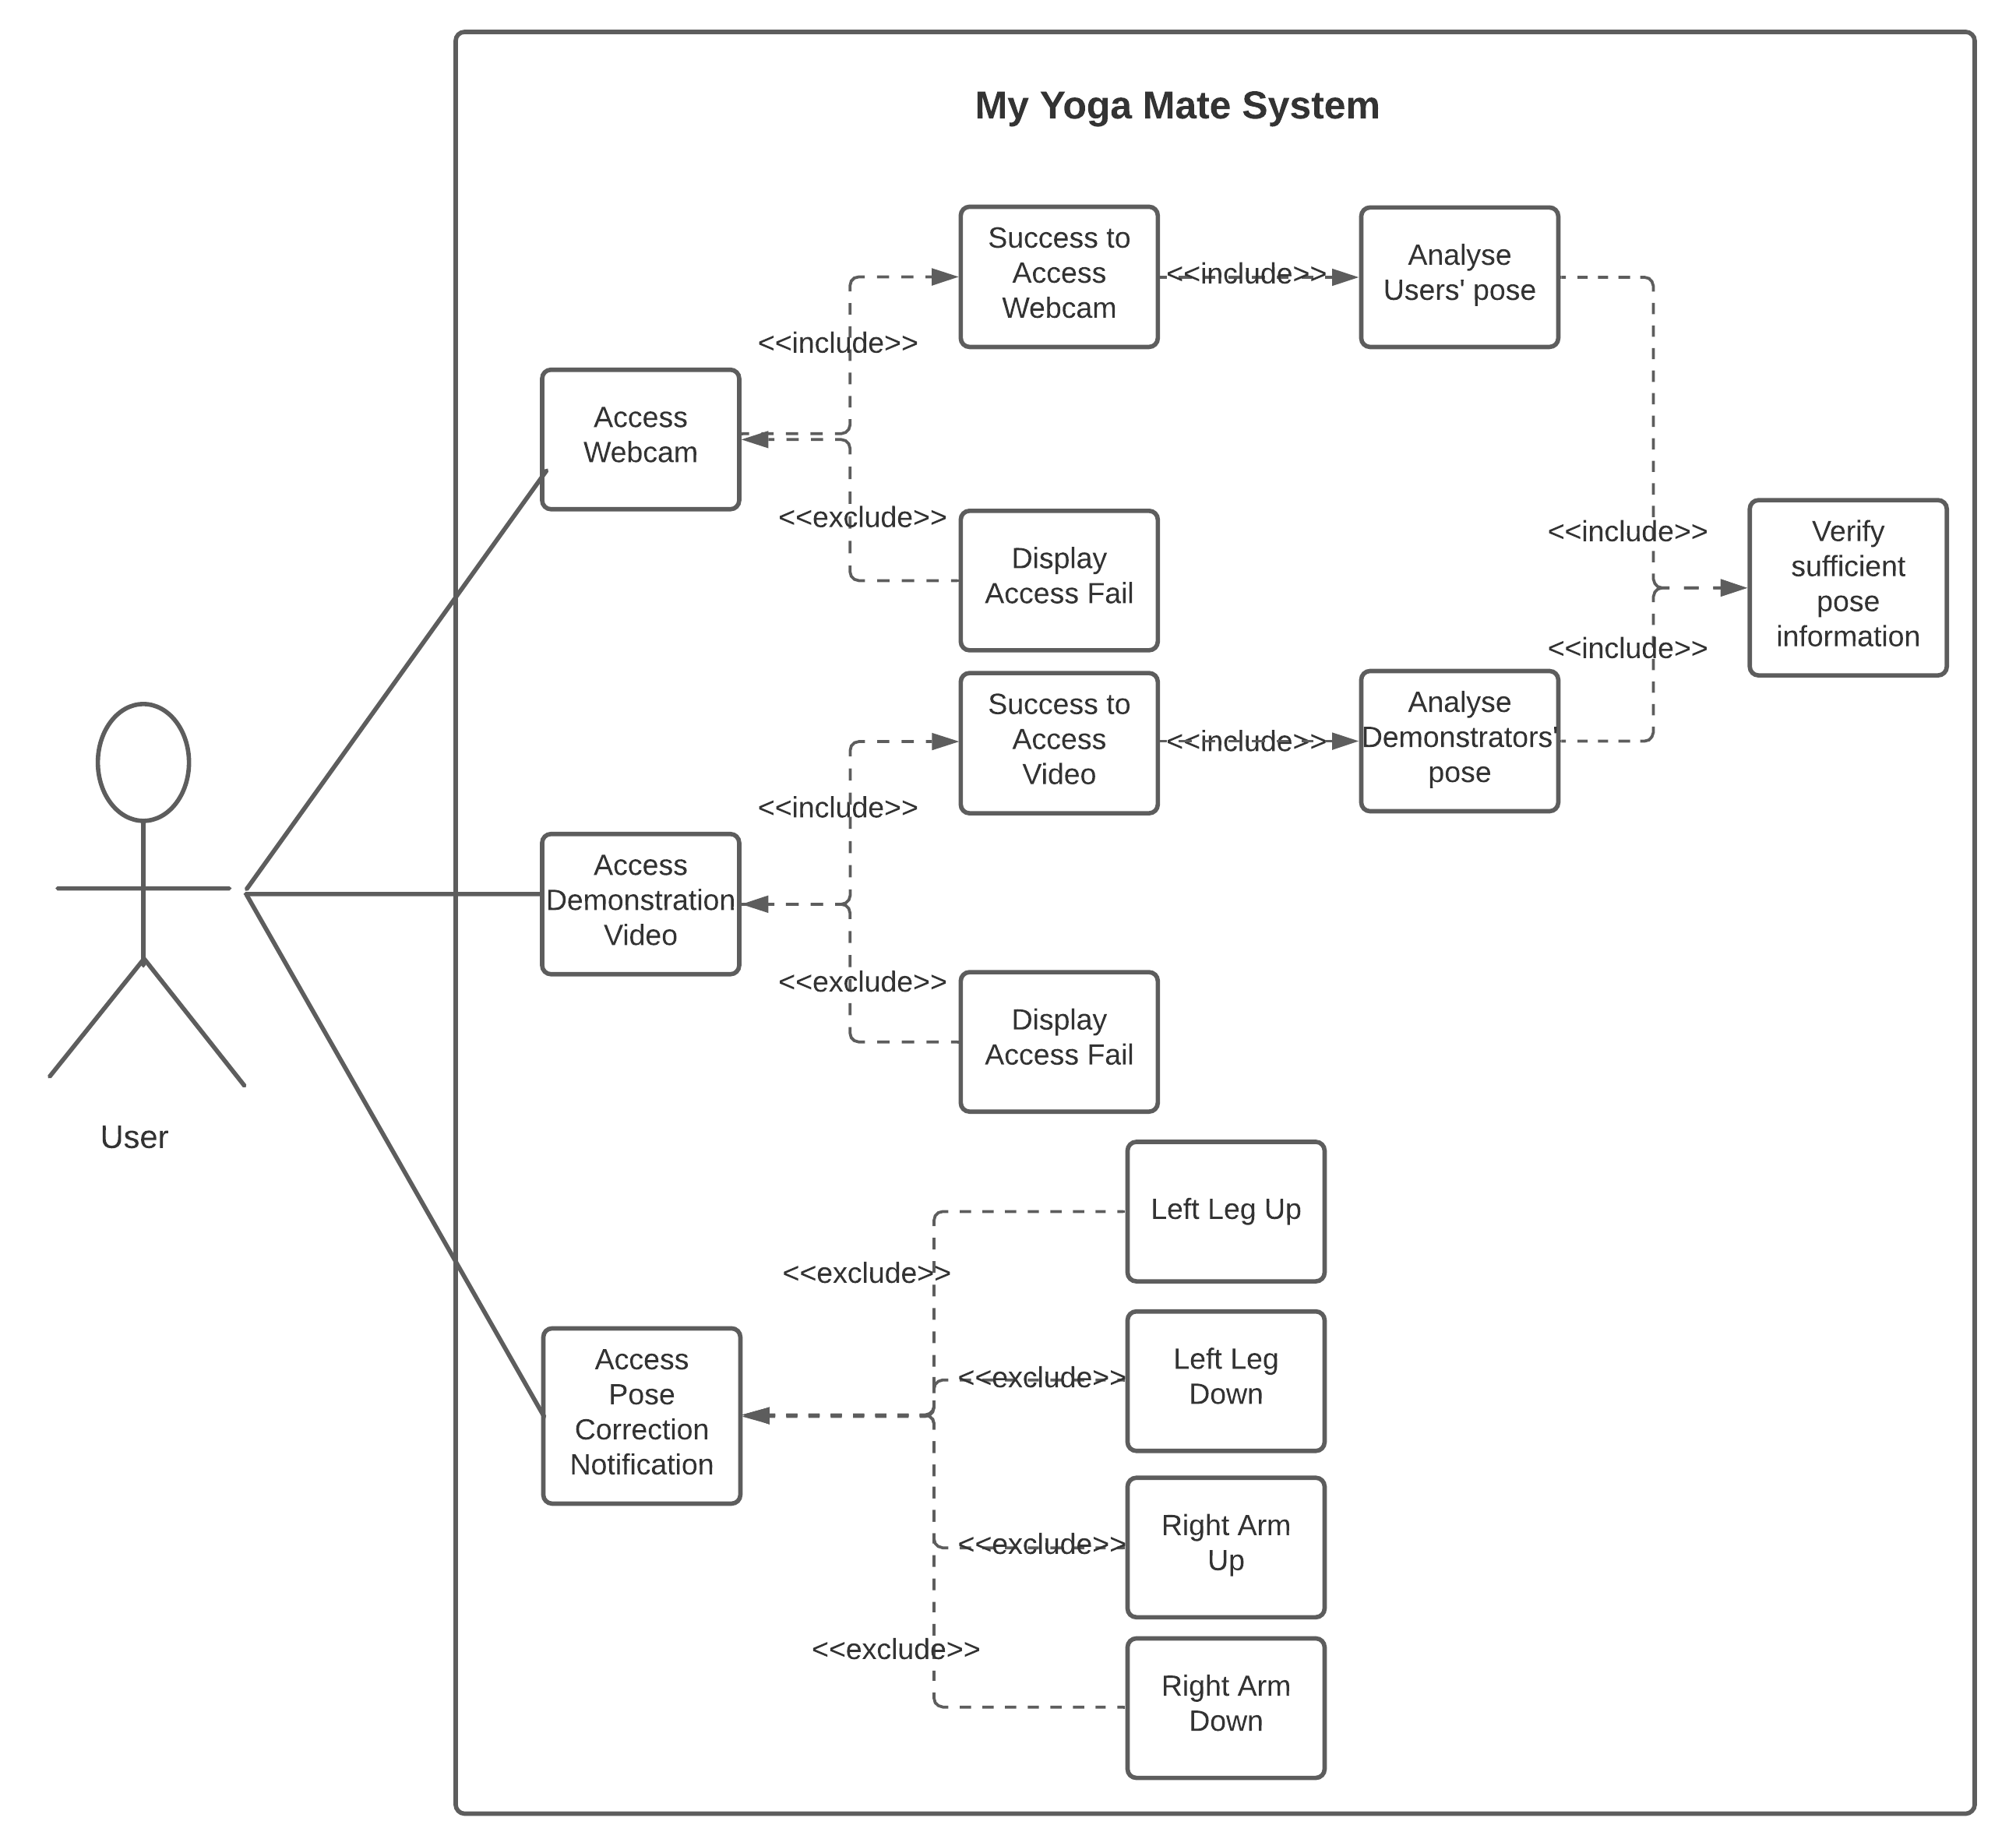 My Yoga Mate System
Success to
Access
Webcam
<<include>>
Analyse
Users' pose
<<include>>
Access
Webcam
<<exclude>>
Display
Access Fail
<<include>>
Verify
sufficient
pose
information
<<include>>
Success to
Access
Video
<<include>>
Analyse
Demonstrators'
pose
<<include>>
Access
Demonstration
Video
<<exclude>>
Display
Access Fail
User
Left Leg Up
<<exclude>>
Left Leg
Down
<<exclude>>
Access
Pose
Correction
Notification
<<exclude>>
Right Arm
Up
<<exclude>>
Right Arm
Down